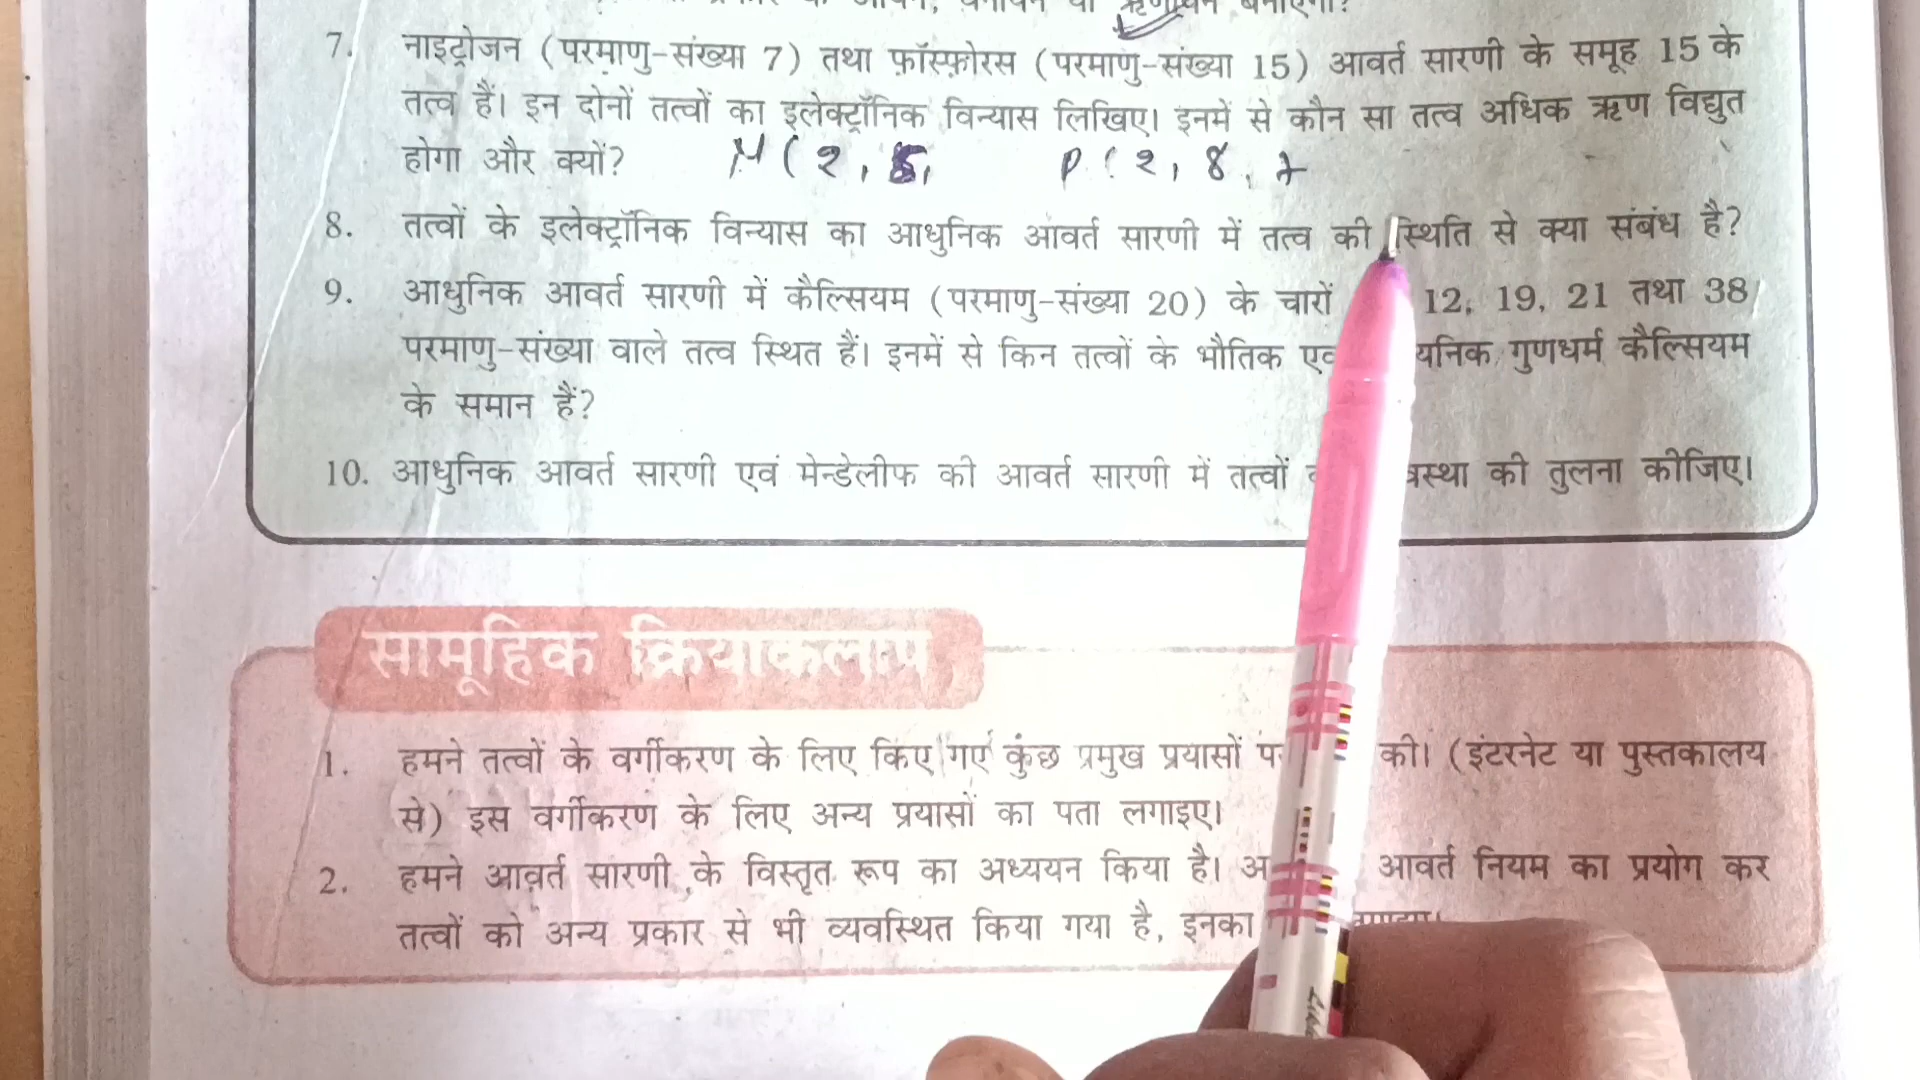 7. नाइट्रोजन (परमाणु-संख्या 7) तथा फ़ॉस्फ़ोरस (परमाणु-संख्या 15) आवर्त सारणी के समूह 15 के
तत्व हैं। इन दोनों तत्वों का इलेक्ट्रॉनिक विन्यास लिखिए। इनमें से कौन सा तत्व अधिक ऋण विद्युत
होगा और क्यों? N ( 2, 5, P ( 2, 8,
8. तत्वों के इलेक्ट्रॉनिक विन्यास का आधुनिक आवर्त सारणी में तत्व की स्थिति से क्या संबंध है?
9. आधुनिक आवर्त सारणी में कैल्सियम (परमाणु-संख्या 20) के चारों 12, 19, 21 तथा 38
परमाणु-संख्या वाले तत्व स्थित हैं। इनमें से किन तत्वों के भौतिक गुणधर्म कैल्सियम
के समान हैं?
10. आधुनिक आवर्त सारणी एवं मेन्डेलीफ की आवर्त सारणी में तत्वों की तुलना कीजिए।
सामूहिक क्रियाकलाप
1. हमने तत्वों के वर्गीकरण के लिए किए गए कुछ प्रमुख प्रयासों की। (इंटरनेट या पुस्तकालय
से) इस वर्गीकरण के लिए अन्य प्रयासों का पता लगाइए।
2. हमने आवर्त सारणी के विस्तृत रूप का अध्ययन किया है। आवर्त नियम का प्रयोग कर
तत्वों को अन्य प्रकार से भी व्यवस्थित किया गया है, इनका